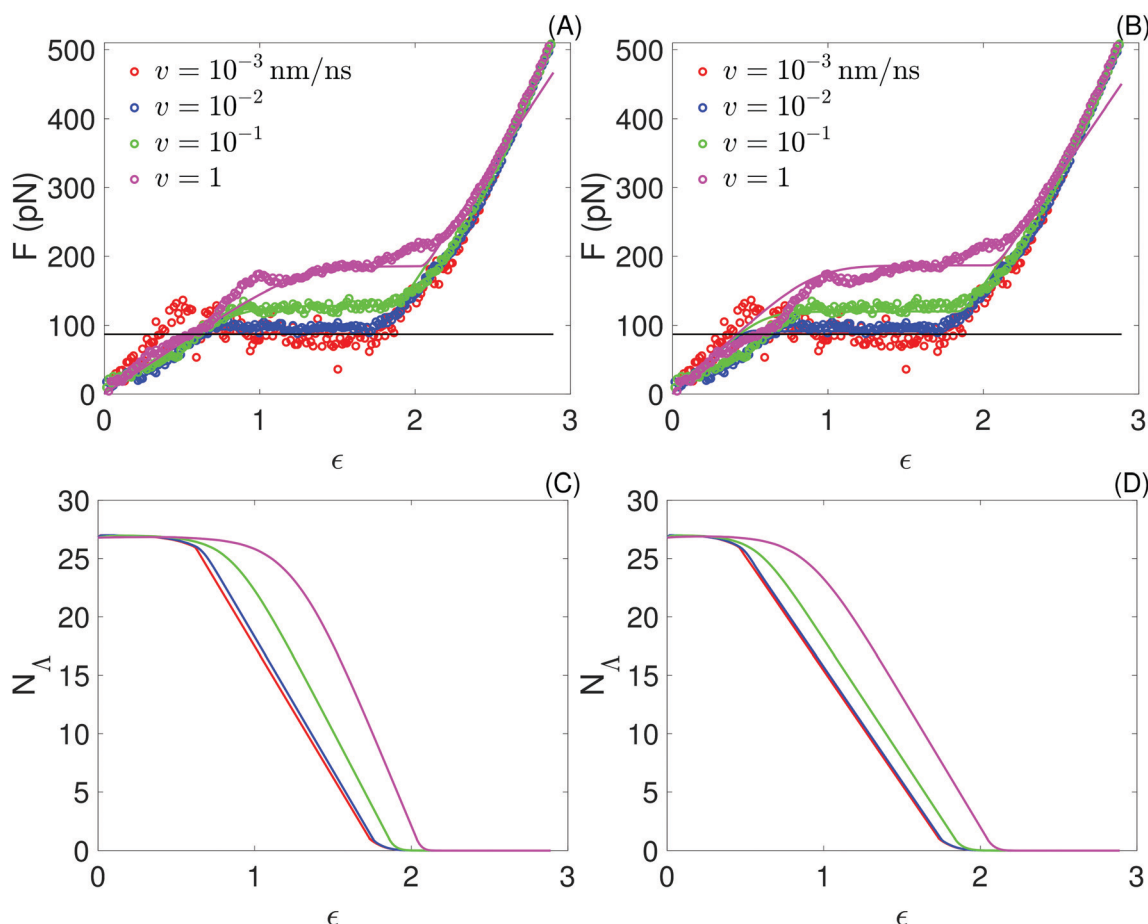 (A)
500
400
300
200
100
0
F (pN)
v = 10⁻³ nm/ns
v = 10⁻²
v = 10⁻¹
v = 1
0 1 2 3
ϵ
(B)
500
400
300
200
100
0
F (pN)
v = 10⁻³ nm/ns
v = 10⁻²
v = 10⁻¹
v = 1
0 1 2 3
ϵ
(C)
30
25
20
15
10
5
0
N_Λ
0 1 2 3
ϵ
(D)
30
25
20
15
10
5
0
N_Λ
0 1 2 3
ϵ